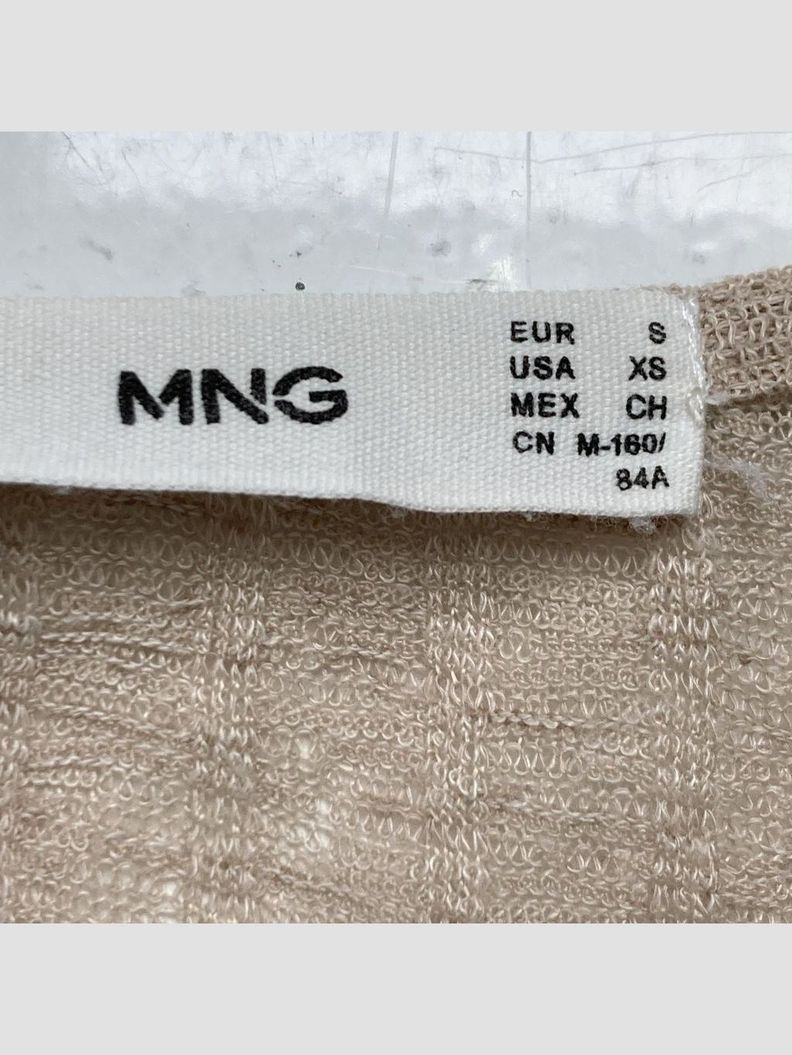 MNG
EUR S
USA XS
MEX CH
CN M-160/
84A